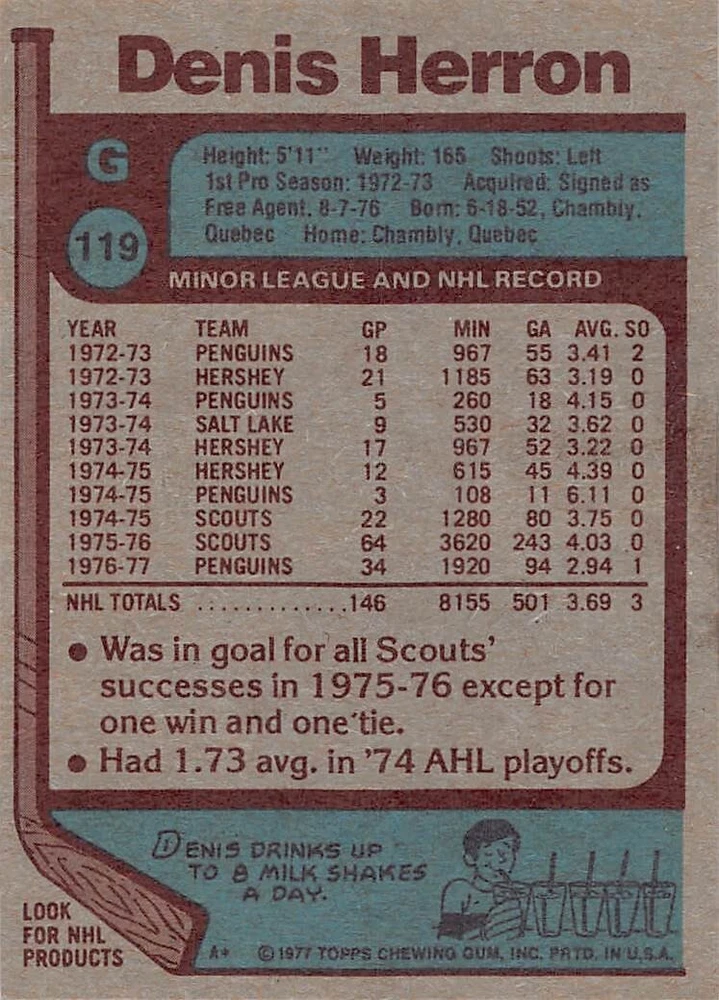 Denis Herron
G
119
Height: 5'11" Weight: 165 Shoots: Left
1st Pro Season: 1972-73 Acquired: Signed as
Free Agent. 8-7-76 Born: 6-18-52, Chambly,
Quebec Home: Chambly, Quebec
MINOR LEAGUE AND NHL RECORD
YEAR TEAM GP MIN GA AVG. SO
1972-73 PENGUINS 18 967 55 3.41 2
1972-73 HERSHEY 21 1185 63 3.19 0
1973-74 PENGUINS 5 260 18 4.15 0
1973-74 SALT LAKE 9 530 32 3.62 0
1973-74 HERSHEY 17 967 52 3.22 0
1974-75 HERSHEY 12 615 45 4.39 0
1974-75 PENGUINS 3 108 11 6.11 0
1974-75 SCOUTS 22 1280 80 3.75 0
1975-76 SCOUTS 64 3620 243 4.03 0
1976-77 PENGUINS 34 1920 94 2.94 1
NHL TOTALS .............146 8155 501 3.69 3
● Was in goal for all Scouts'
successes in 1975-76 except for
one win and one tie.
● Had 1.73 avg. in '74 AHL playoffs.
DENIS DRINKS UP
TO 8 MILK SHAKES
A DAY.
LOOK
FOR NHL
PRODUCTS
A* © 1977 TOPPS CHEWING GUM, INC. PRTD. IN U.S.A.